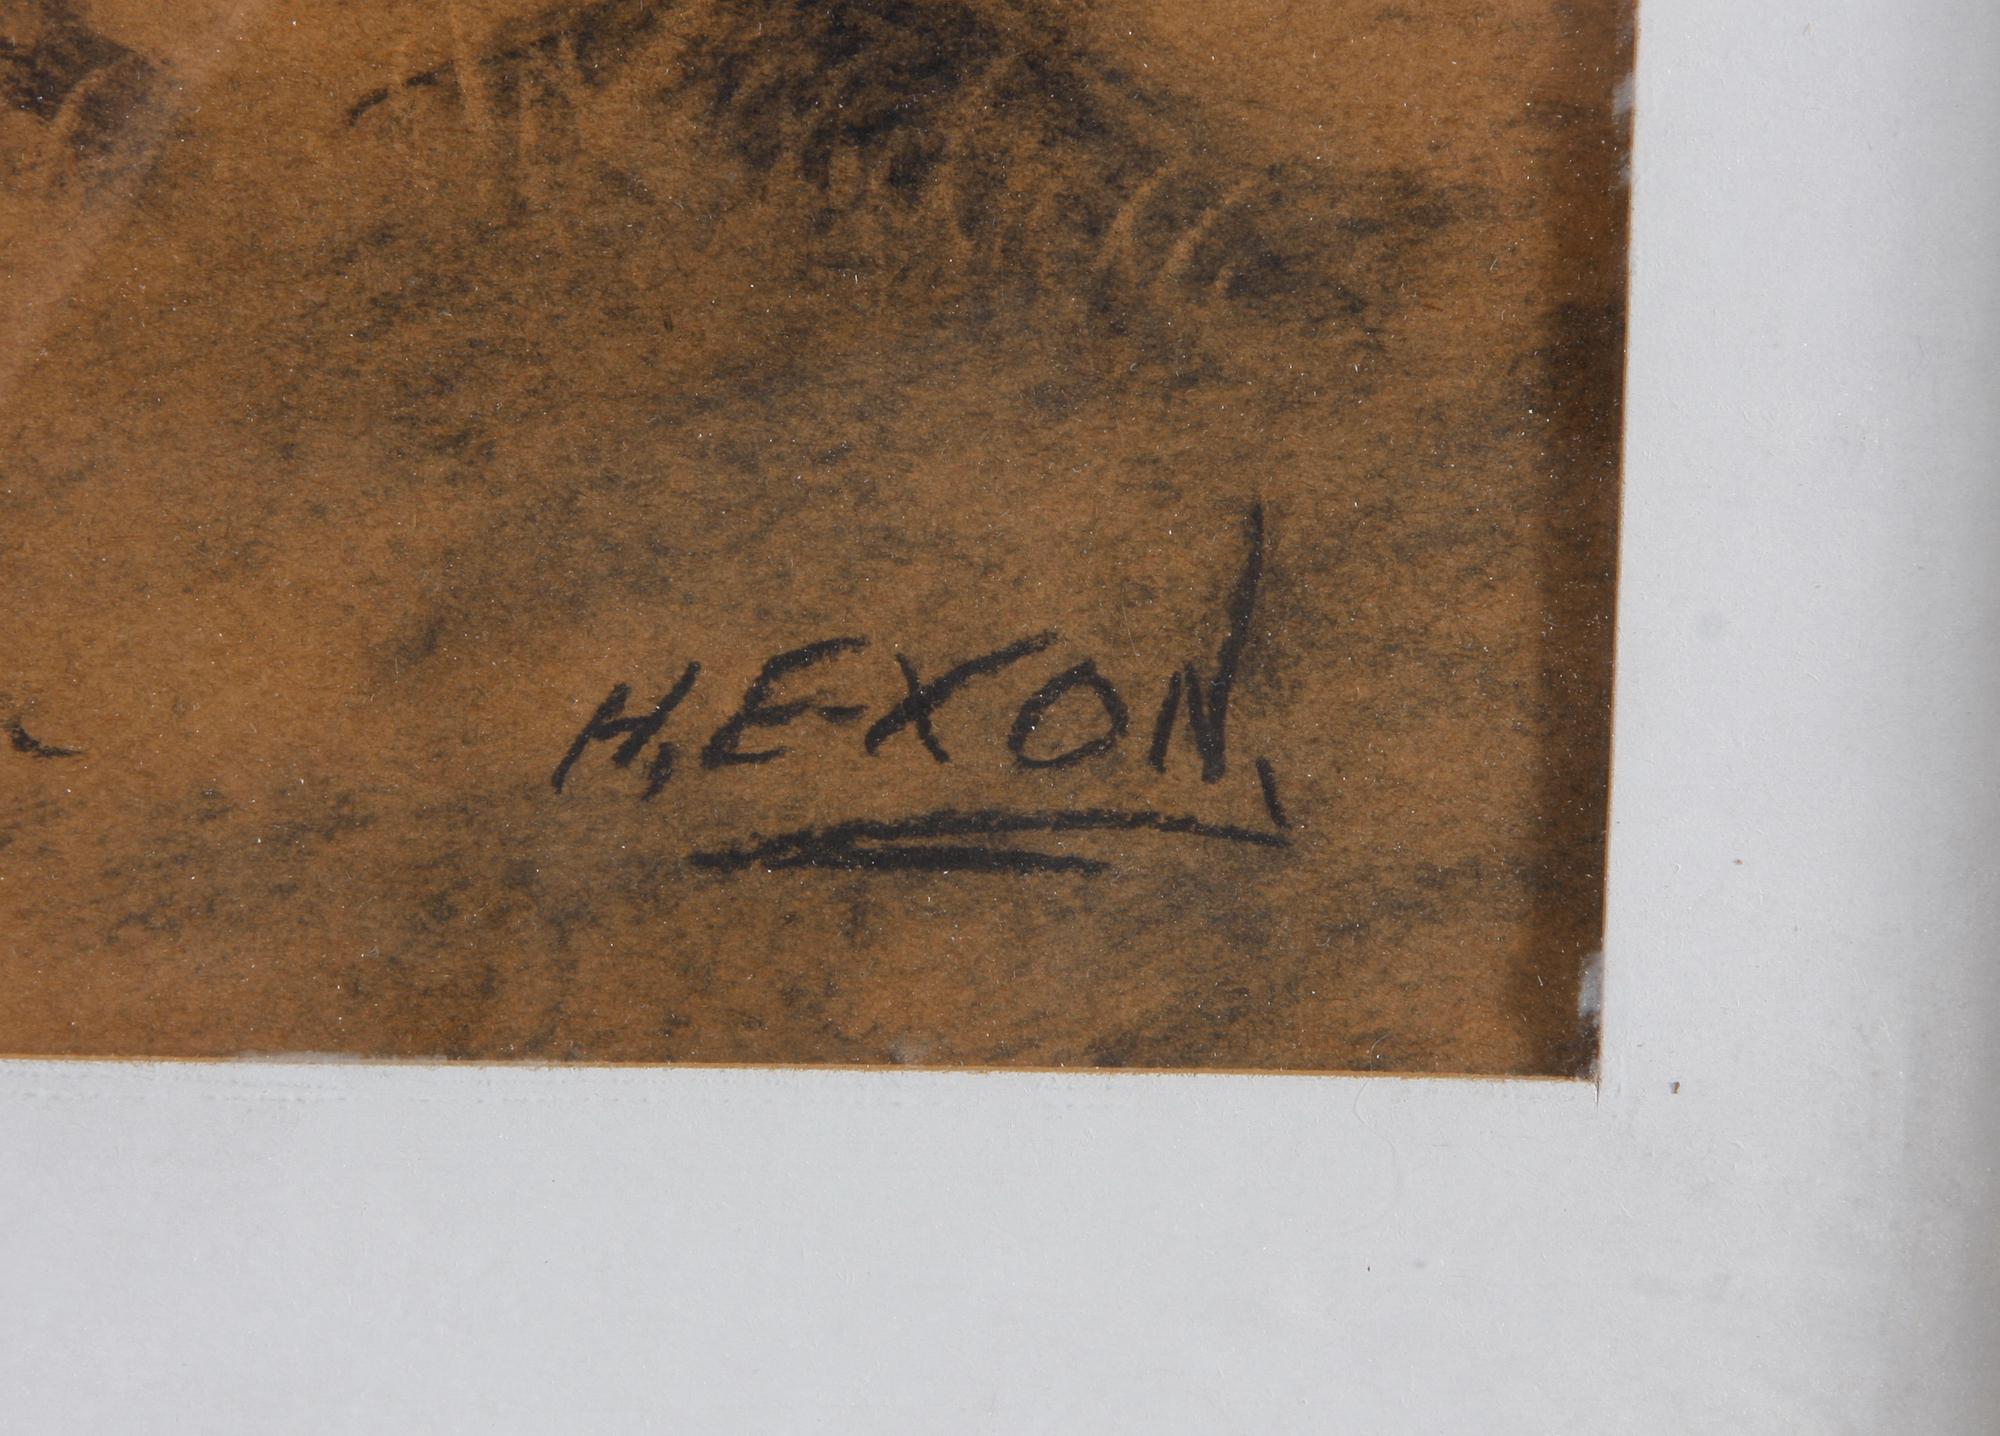 H, EXON,